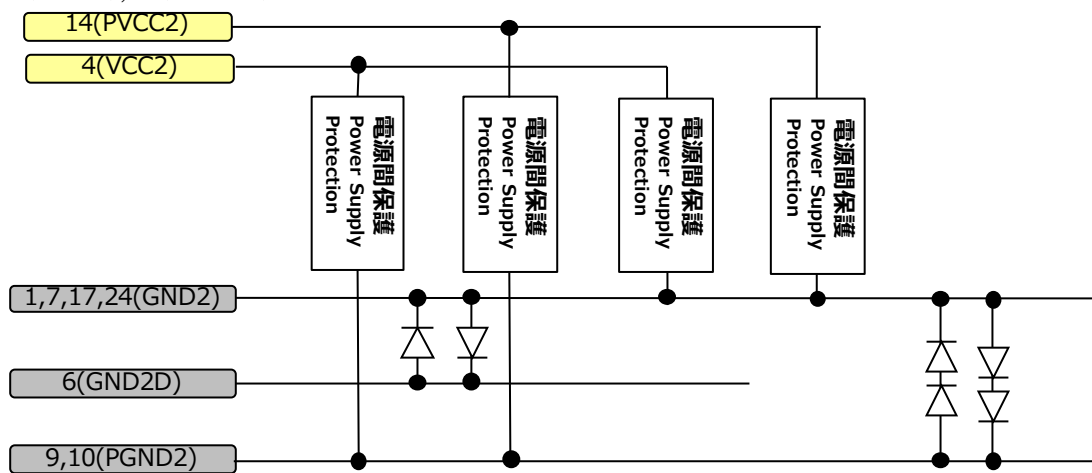 14(PVCC2)
4(VCC2)
電源間保護
Power Supply
Protection
電源間保護
Power Supply
Protection
電源間保護
Power Supply
Protection
電源間保護
Power Supply
Protection
1,7,17,24(GND2)
6(GND2D)
9,10(PGND2)